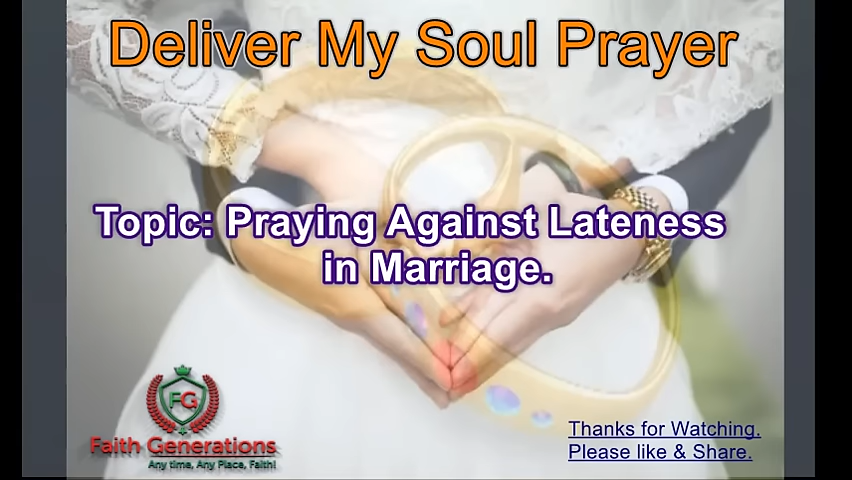 Deliver My Soul Prayer
Topic: Praying Against Lateness
in Marriage.
FG
Faith Generations
Any time, Any Place, Faith!
Thanks for Watching.
Please like & Share.